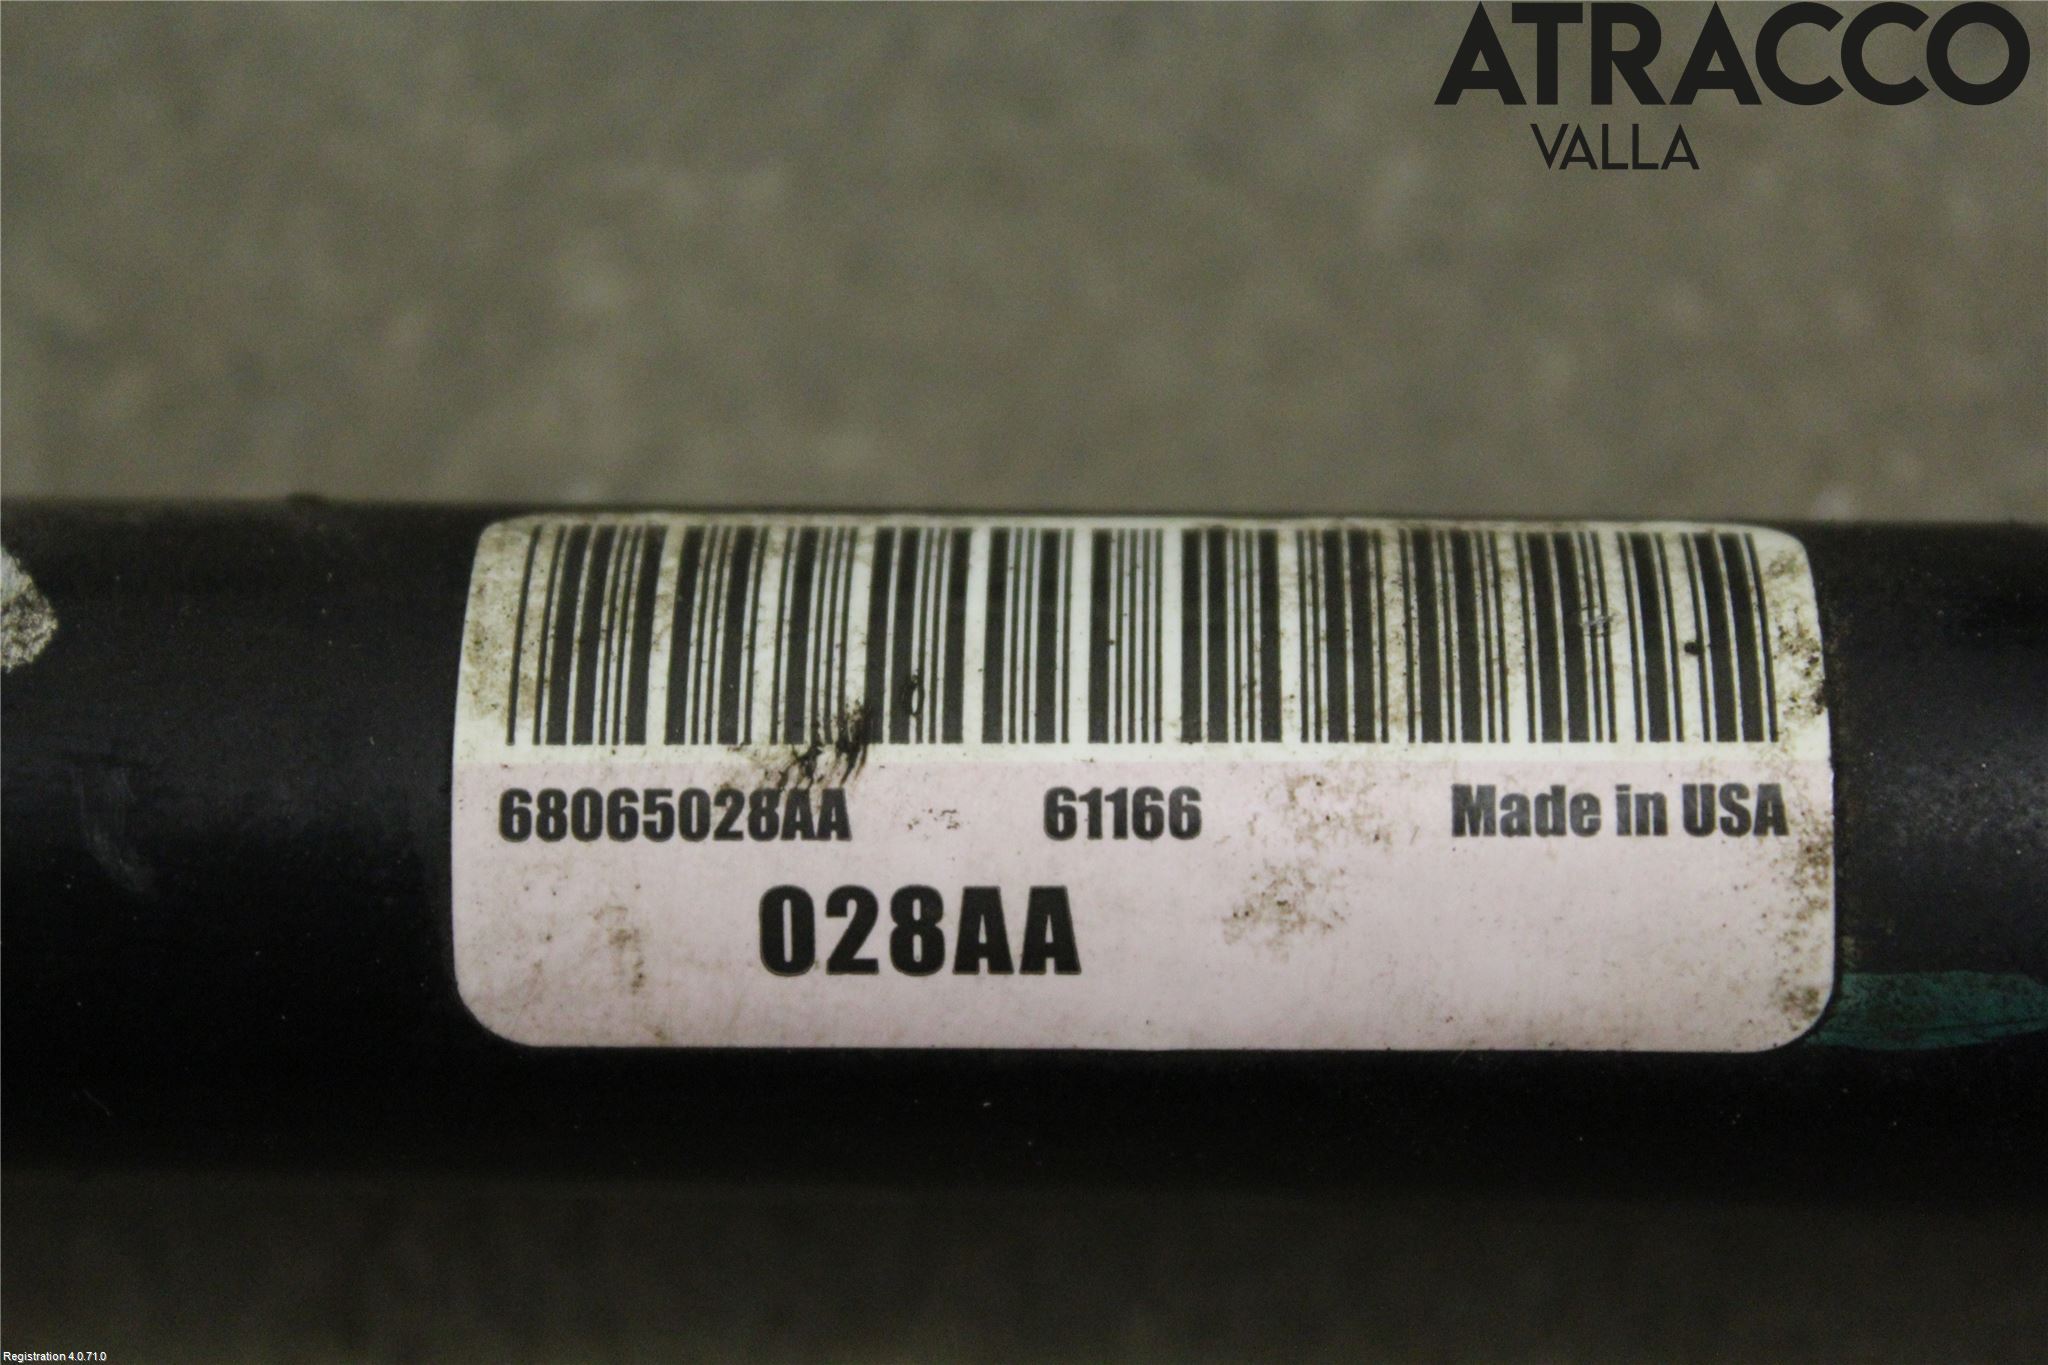 ATRACCO
VALLA
68065028AA 61166 Made in USA
028AA
Registration 4.0.71.0